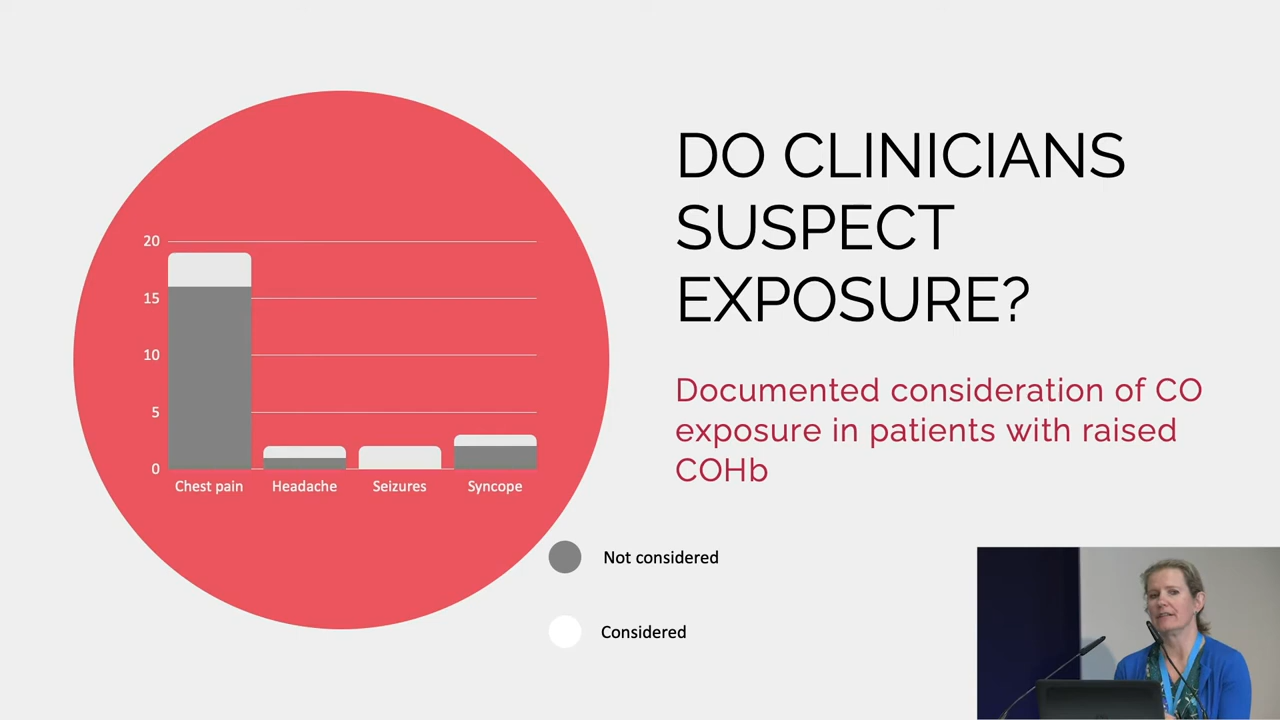 DO CLINICIANS
SUSPECT
EXPOSURE?
Documented consideration of CO
exposure in patients with raised
COHb
20
15
10
5
0
Chest pain Headache Seizures Syncope
Not considered
Considered